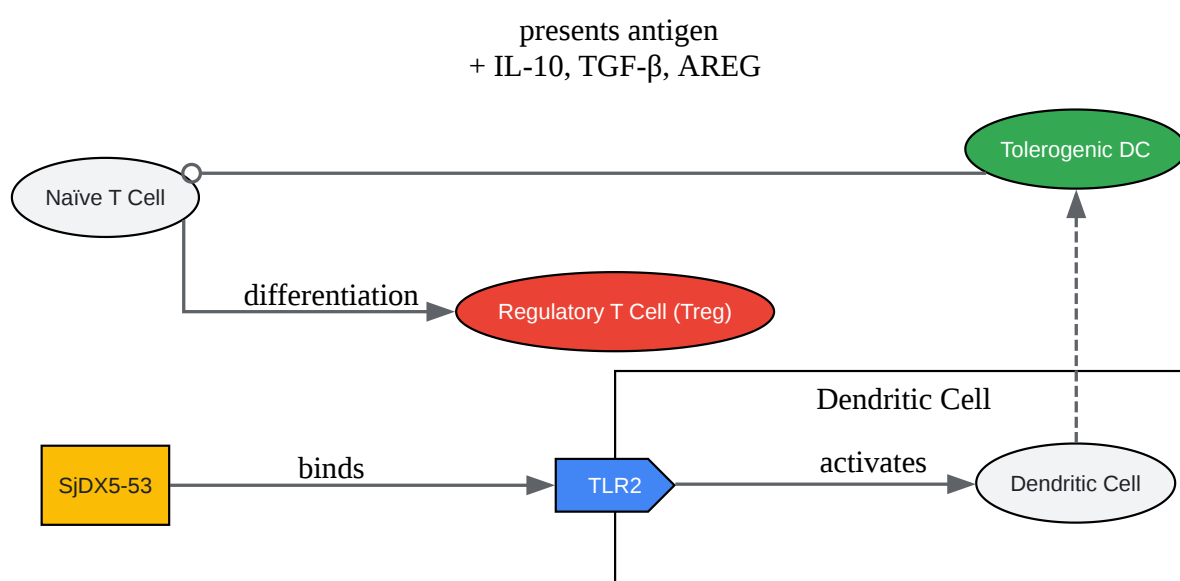 presents antigen
+ IL-10, TGF-β, AREG
Tolerogenic DC
Naïve T Cell
differentiation
Regulatory T Cell (Treg)
Dendritic Cell
SjDX5-53
binds
TLR2
activates
Dendritic Cell